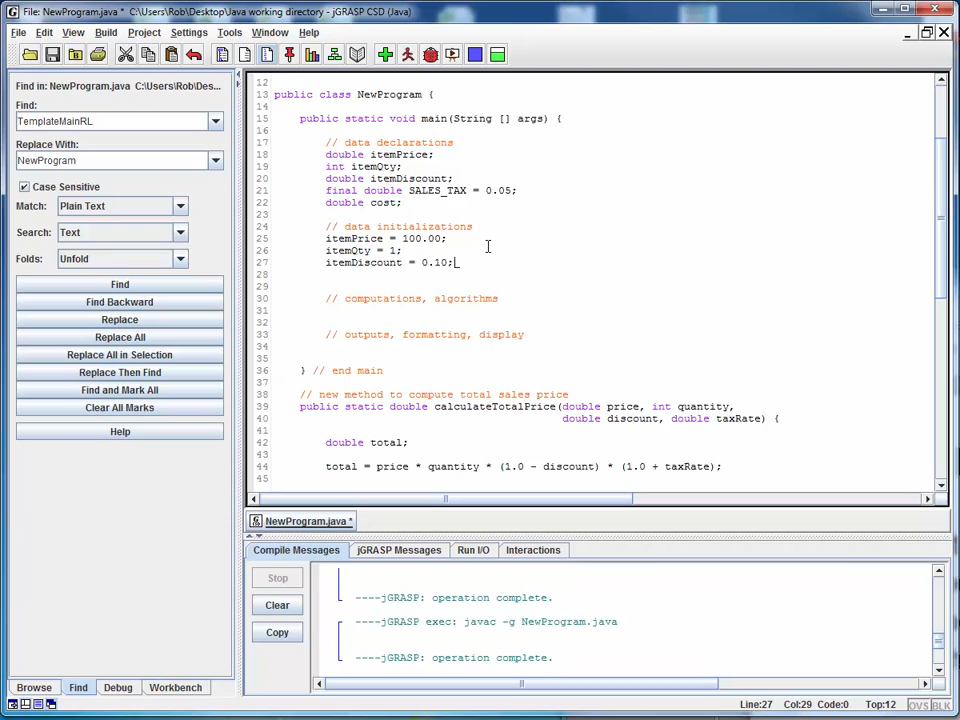 File: NewProgram.java *  C:\Users\Rob\Desktop\Java working directory - jGRASP CSD (Java)
File Edit View Build Project Settings Tools Window Help
Find in: NewProgram.java  C:\Users\Rob\Des...
Find:
TemplateMainRL
Replace With:
NewProgram
Case Sensitive
Match: Plain Text
Search: Text
Folds: Unfold
Find
Find Backward
Replace
Replace All
Replace All in Selection
Replace Then Find
Find and Mark All
Clear All Marks
Help
Browse Find Debug Workbench
12
13 public class NewProgram {
14
15 public static void main(String [] args) {
16
17 // data declarations
18 double itemPrice;
19 int itemQty;
20 double itemDiscount;
21 final double SALES_TAX = 0.05;
22 double cost;
23
24 // data initializations
25 itemPrice = 100.00;
26 itemQty = 1;
27 itemDiscount = 0.10;
28
29
30 // computations, algorithms
31
32
33 // outputs, formatting, display
34
35
36 } // end main
37
38 // new method to compute total sales price
39 public static double calculateTotalPrice(double price, int quantity,
40 double discount, double taxRate) {
41
42 double total;
43
44 total = price * quantity * (1.0 - discount) * (1.0 + taxRate);
45
NewProgram.java *
Compile Messages jGRASP Messages Run I/O Interactions
Stop
Clear
Copy
----jGRASP: operation complete.
----jGRASP exec: javac -g NewProgram.java
----jGRASP: operation complete.
Line:27 Col:29 Code:0 Top:12 OVS BLK